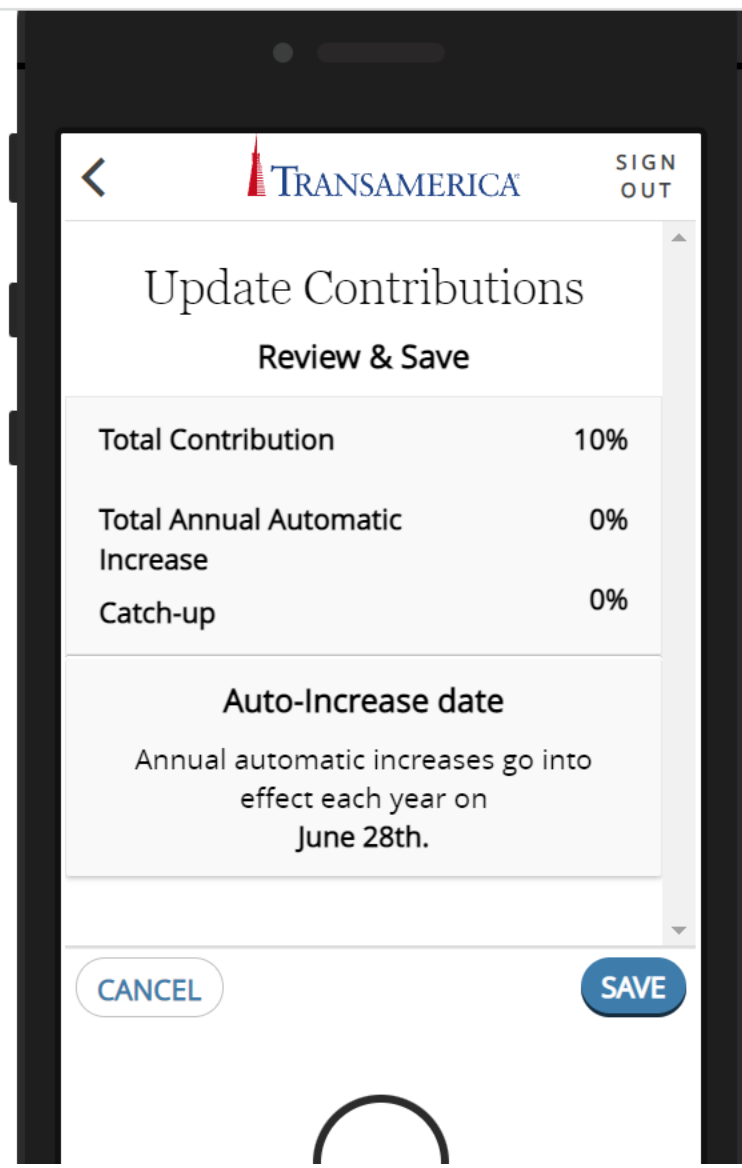 TRANSAMERICA®
SIGN
OUT
Update Contributions
Review & Save
Total Contribution 10%
Total Annual Automatic 0%
Increase
Catch-up 0%
Auto-Increase date
Annual automatic increases go into
effect each year on
June 28th.
CANCEL SAVE